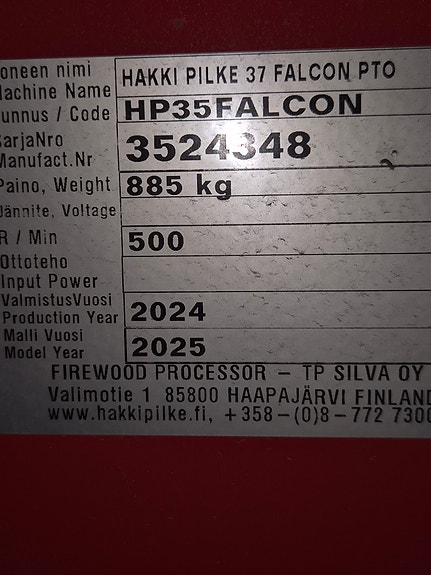 oneen nimi
Machine Name HAKKI PILKE 37 FALCON PTO
unnus / Code HP35FALCON
SarjaNro
Manufact.Nr 3524348
Paino, Weight 885 kg
Jännite, Voltage
R / Min 500
Ottoteho
Input Power
ValmistusVuosi
Production Year 2024
Malli Vuosi
Model Year 2025
FIREWOOD PROCESSOR – TP SILVA OY
Valimotie 1 85800 HAAPAJÄRVI FINLAND
www.hakkipilke.fi, +358–(0)8–772 7300